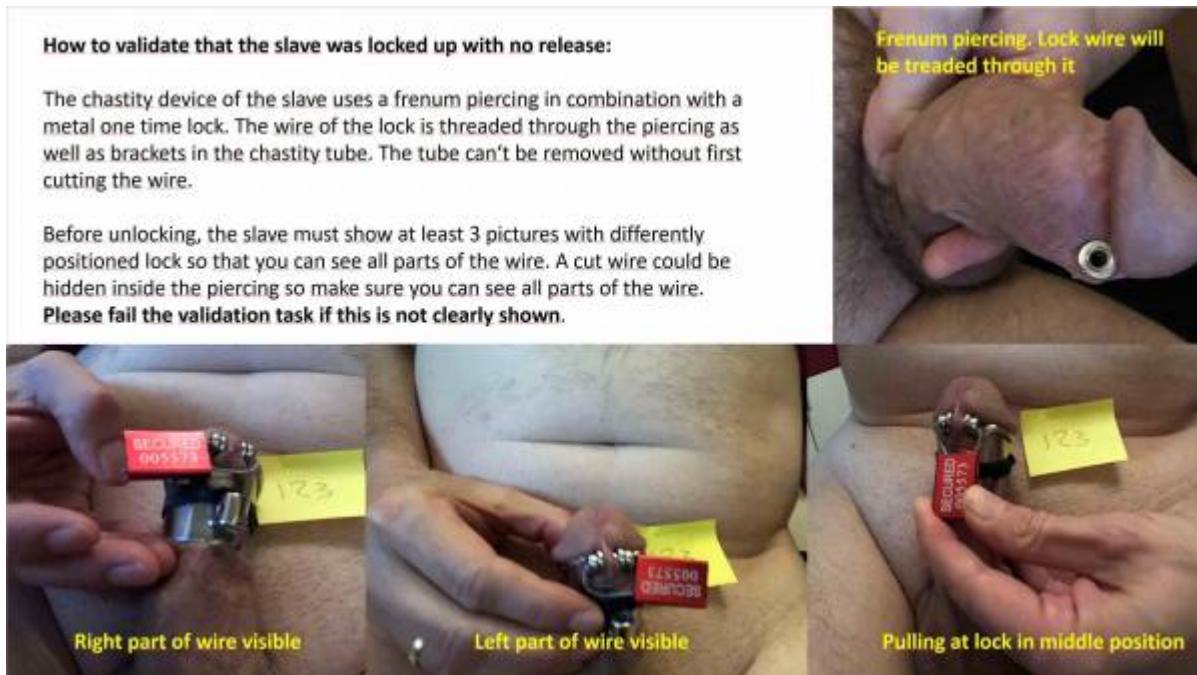 How to validate that the slave was locked up with no release:
The chastity device of the slave uses a frenum piercing in combination with a
metal one time lock. The wire of the lock is threaded through the piercing as
well as brackets in the chastity tube. The tube can't be removed without first
cutting the wire.
Before unlocking, the slave must show at least 3 pictures with differently
positioned lock so that you can see all parts of the wire. A cut wire could be
hidden inside the piercing so make sure you can see all parts of the wire.
Please fail the validation task if this is not clearly shown.
Frenum piercing. Lock wire will
be treaded through it
SECURED
005573
123
Right part of wire visible
SECURED
005573
Left part of wire visible
SECURED
005573
123
Pulling at lock in middle position